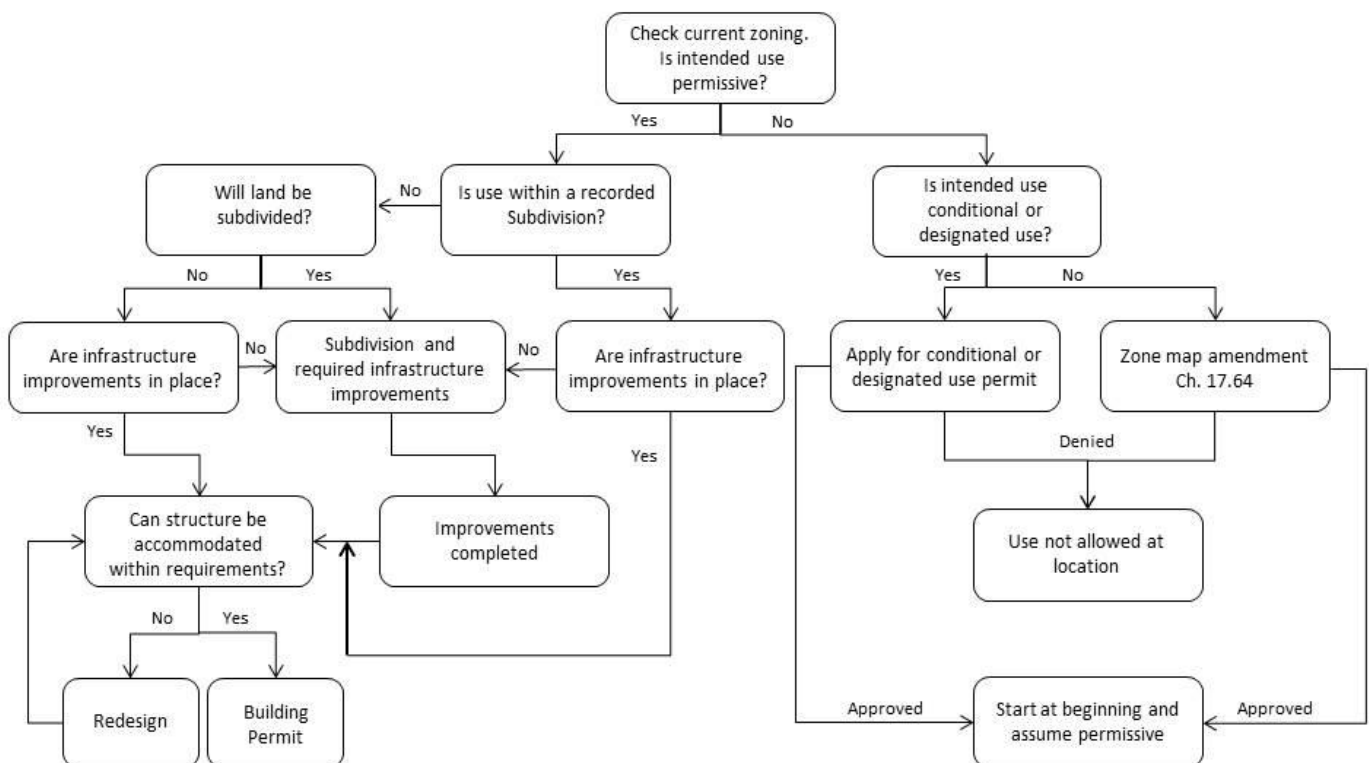 Check current zoning.
Is intended use
permissive?
Yes
No
Will land be
subdivided?
No
Is use within a recorded
Subdivision?
Is intended use
conditional or
designated use?
No
Yes
Yes
Yes
No
Are infrastructure
improvements in place?
No
Subdivision and
required infrastructure
improvements
No
Are infrastructure
improvements in place?
Apply for conditional or
designated use permit
Zone map amendment
Ch. 17.64
Yes
Yes
Denied
Can structure be
accommodated
within requirements?
Improvements
completed
Use not allowed at
location
No
Yes
Redesign
Building
Permit
Approved
Start at beginning and
assume permissive
Approved